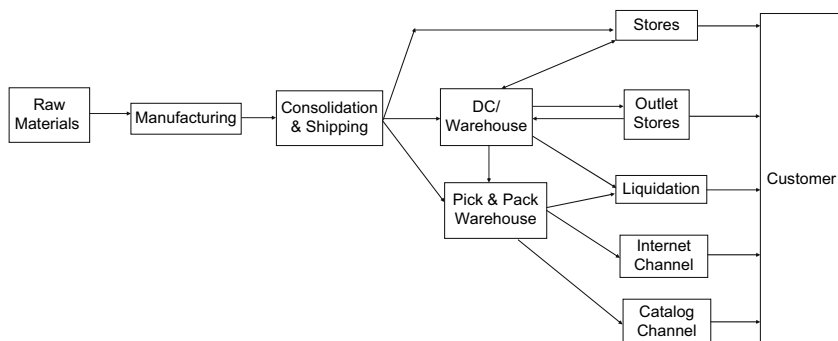 Raw
Materials
Manufacturing
Consolidation
& Shipping
DC/
Warehouse
Pick & Pack
Warehouse
Stores
Outlet
Stores
Liquidation
Internet
Channel
Catalog
Channel
Customer